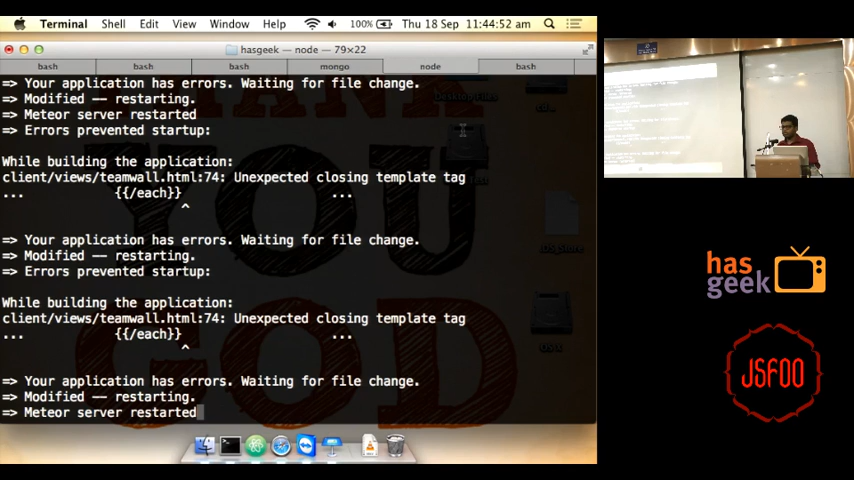 Terminal Shell Edit View Window Help 100% Thu 18 Sep 11:44:52 am
hasgeek — node — 79×22
bash bash bash mongo node bash
=> Your application has errors. Waiting for file change.
=> Modified -- restarting.
=> Meteor server restarted
=> Errors prevented startup:
While building the application:
client/views/teamwall.html:74: Unexpected closing template tag
... {{/each}} ...
^
=> Your application has errors. Waiting for file change.
=> Modified -- restarting.
=> Errors prevented startup:
While building the application:
client/views/teamwall.html:74: Unexpected closing template tag
... {{/each}} ...
^
=> Your application has errors. Waiting for file change.
=> Modified -- restarting.
=> Meteor server restarted
YOU
GOD
has
geek
JSFOO